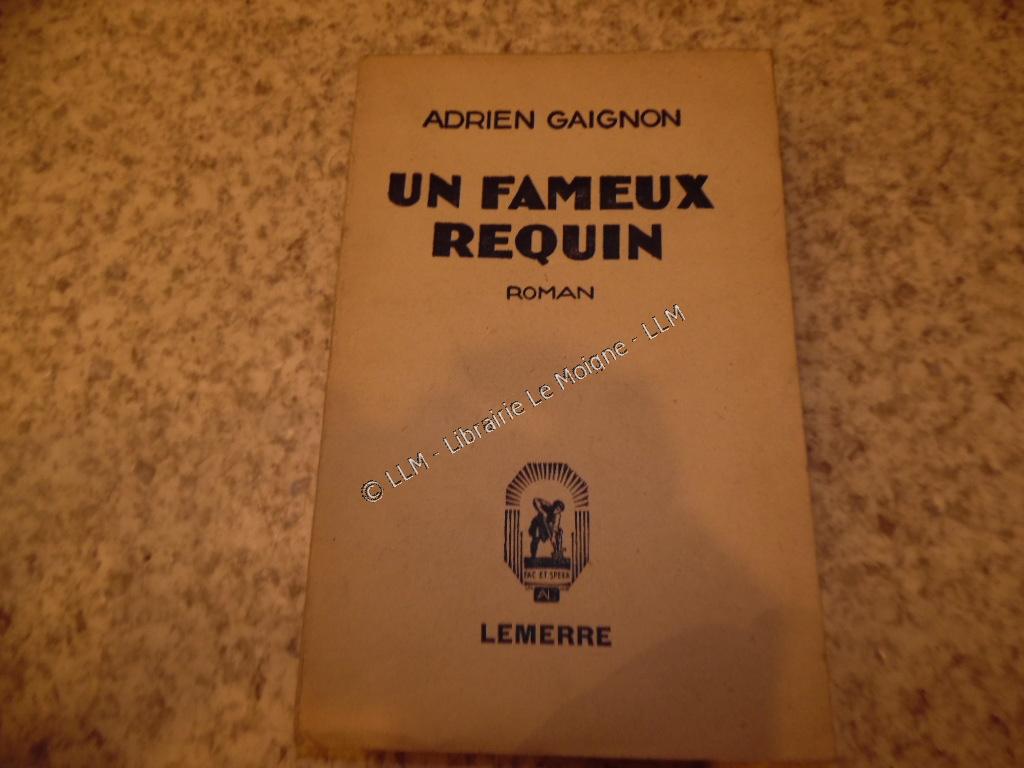 ADRIEN GAIGNON
UN FAMEUX
REQUIN
ROMAN
© LLM - Librairie Le Moigne - LLM
FAC ET SPERA
AL
LEMERRE